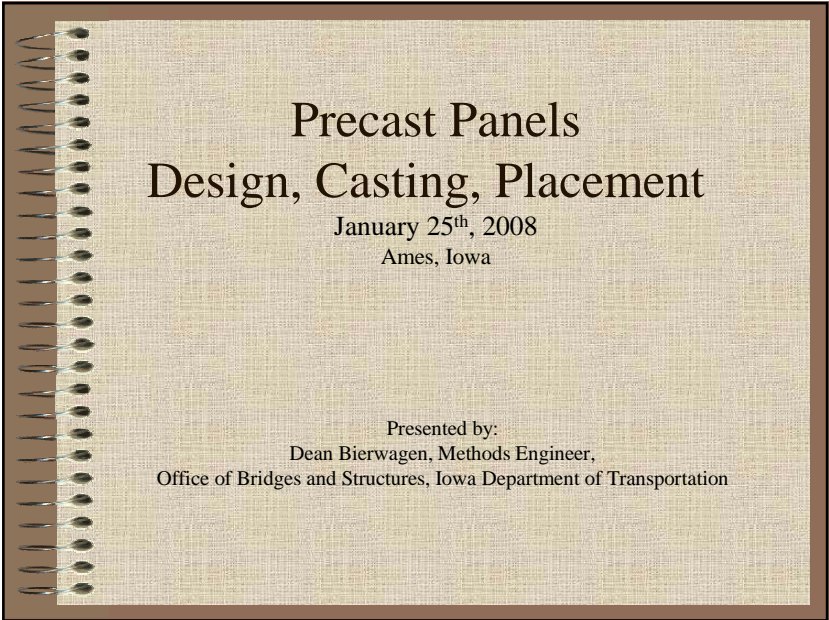 Precast Panels
Design, Casting, Placement
January 25th, 2008
Ames, Iowa
Presented by:
Dean Bierwagen, Methods Engineer,
Office of Bridges and Structures, Iowa Department of Transportation